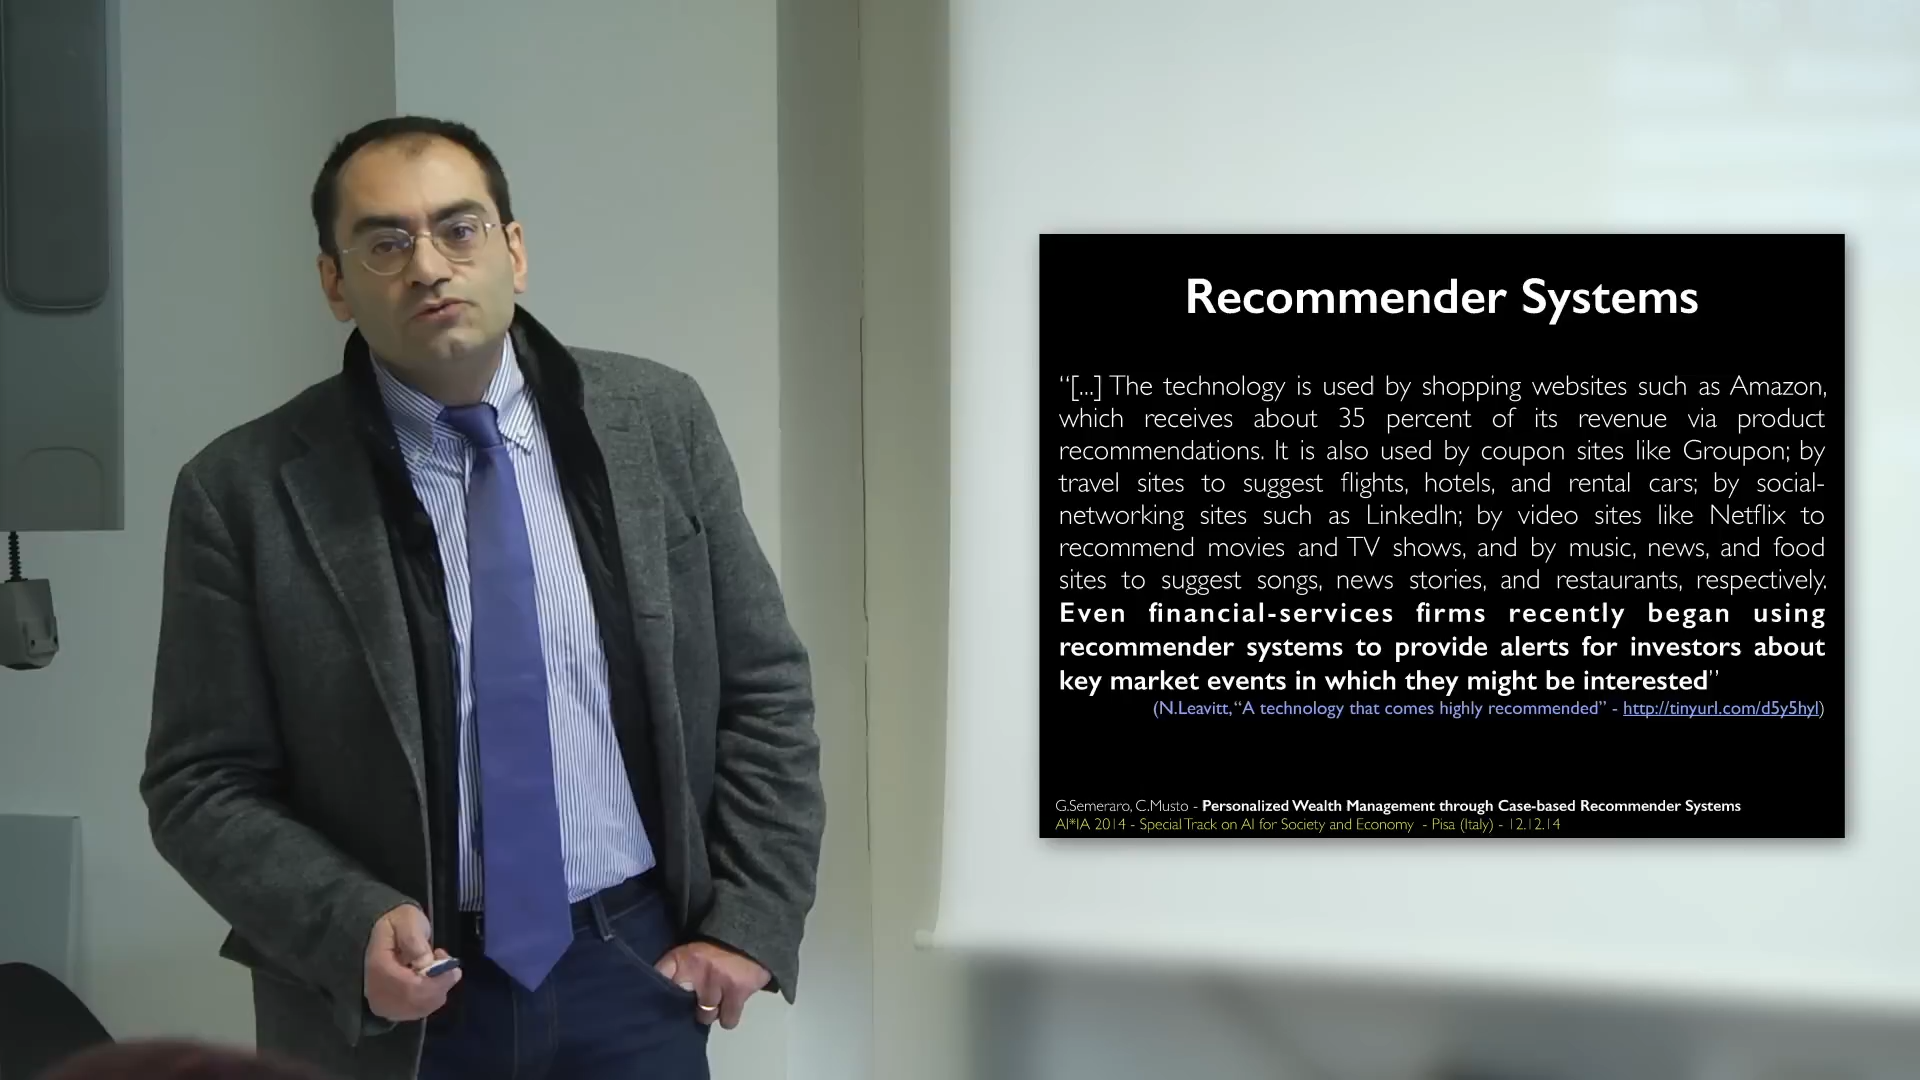 Recommender Systems
“[...] The technology is used by shopping websites such as Amazon,
which receives about 35 percent of its revenue via product
recommendations. It is also used by coupon sites like Groupon; by
travel sites to suggest flights, hotels, and rental cars; by social-
networking sites such as LinkedIn; by video sites like Netflix to
recommend movies and TV shows, and by music, news, and food
sites to suggest songs, news stories, and restaurants, respectively.
Even financial-services firms recently began using
recommender systems to provide alerts for investors about
key market events in which they might be interested”
(N.Leavitt,“A technology that comes highly recommended” - http://tinyurl.com/d5y5hyl)
G.Semeraro, C.Musto - Personalized Wealth Management through Case-based Recommender Systems
AI*IA 2014 - Special Track on AI for Society and Economy - Pisa (Italy) - 12.12.14